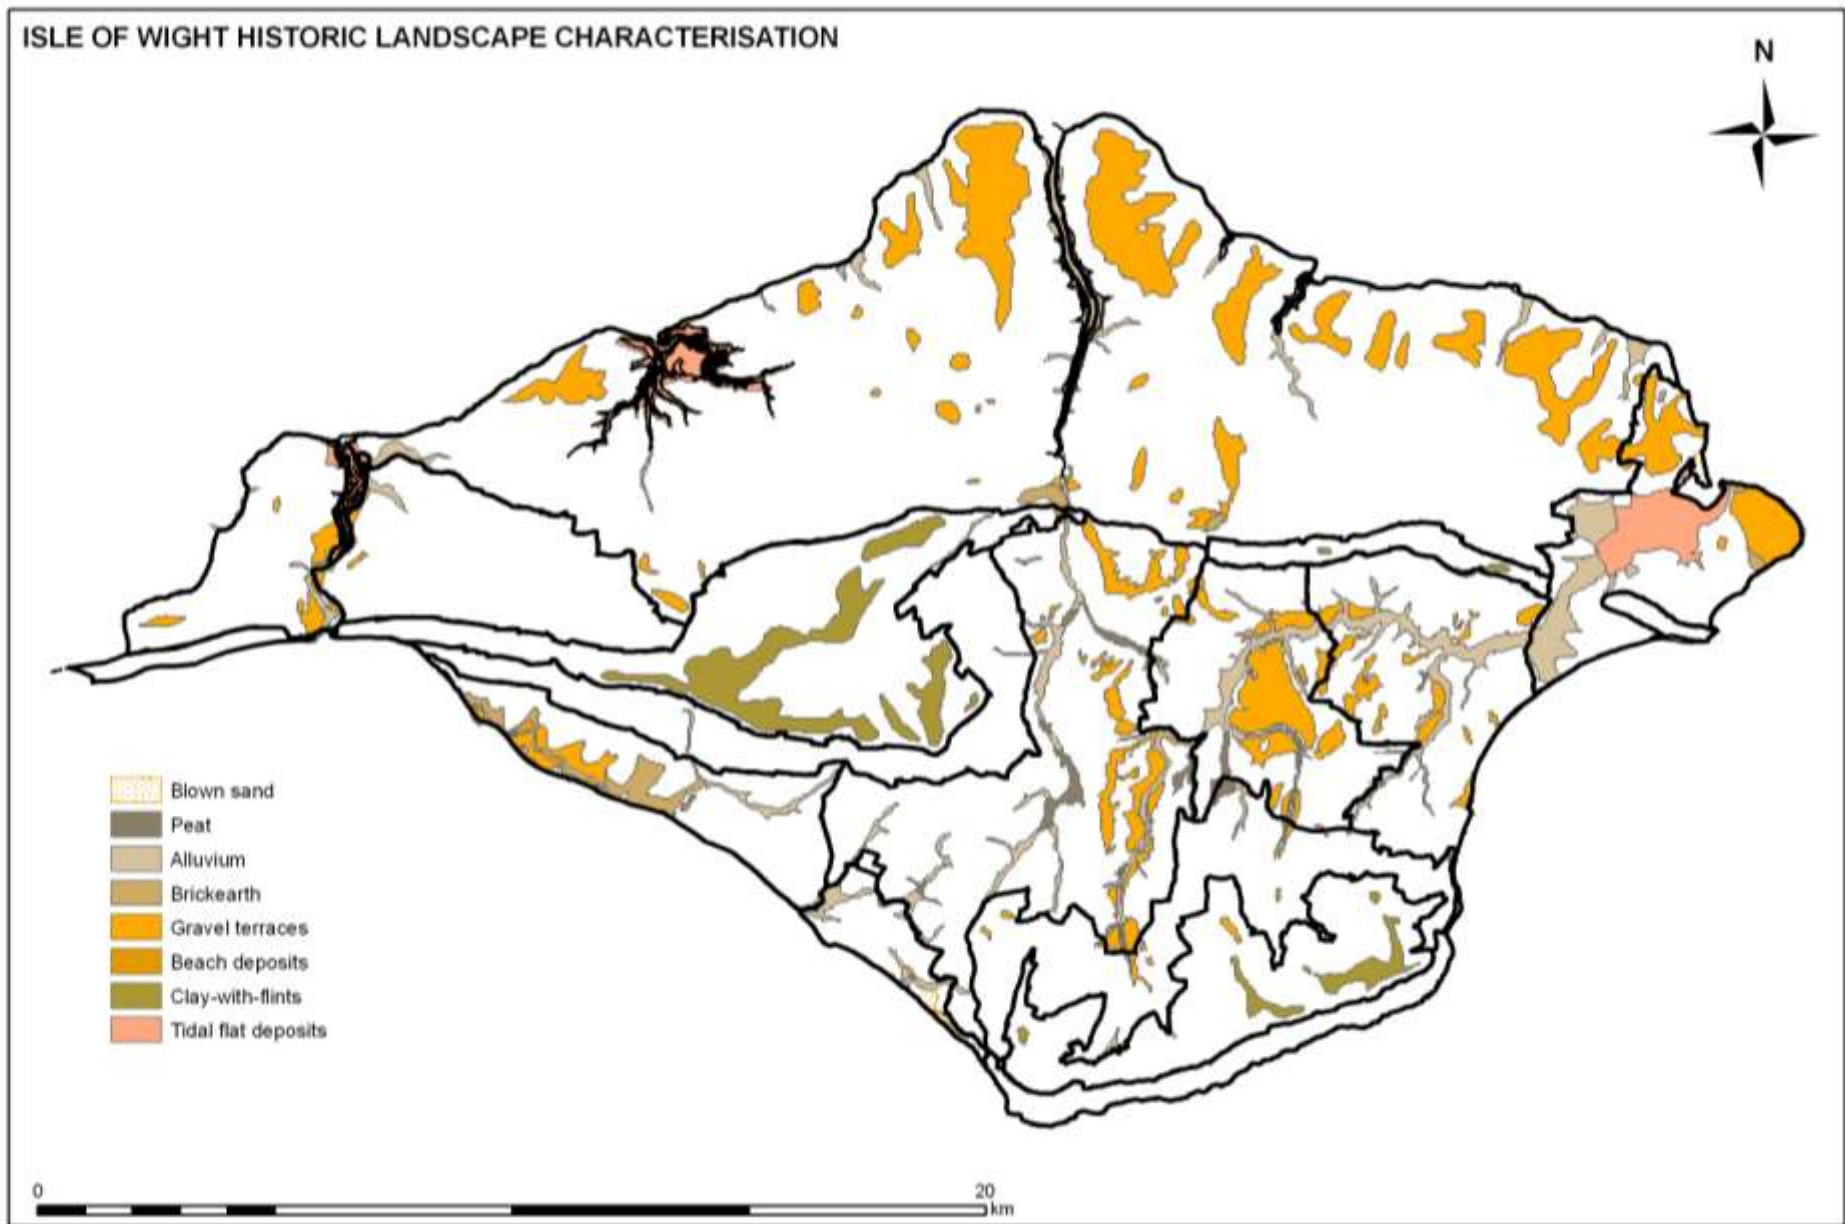 ISLE OF WIGHT HISTORIC LANDSCAPE CHARACTERISATION
N
Blown sand
Peat
Alluvium
Brickearth
Gravel terraces
Beach deposits
Clay-with-flints
Tidal flat deposits
0 20
km